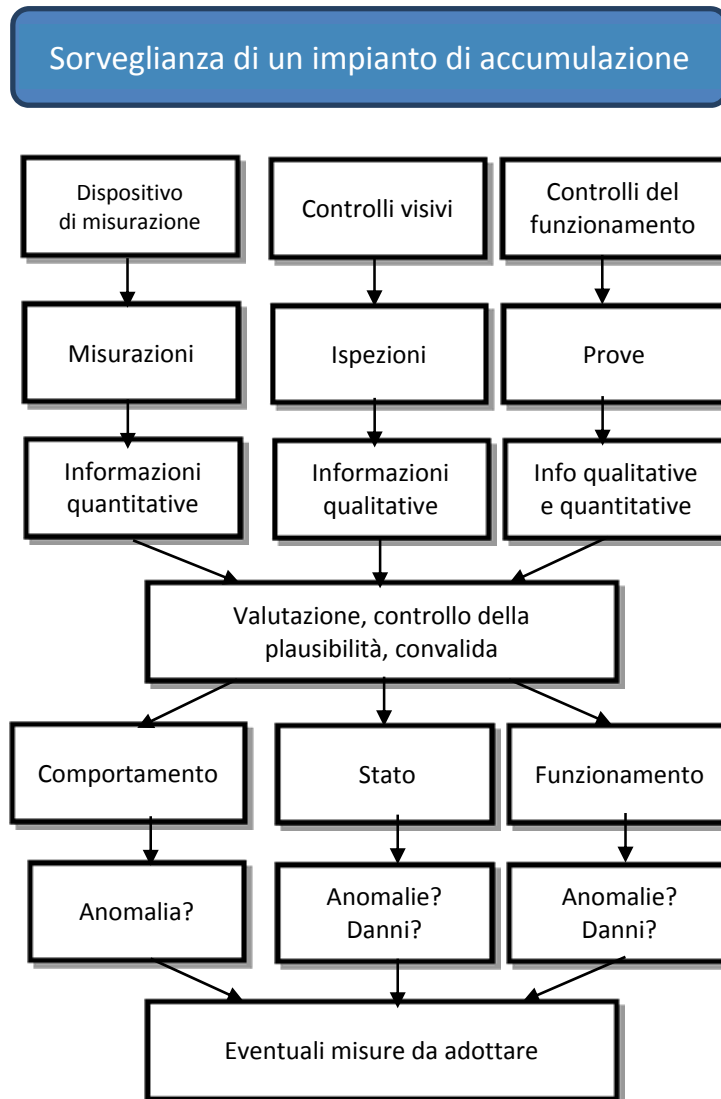 Sorveglianza di un impianto di accumulazione
Dispositivo
di misurazione
Controlli visivi
Controlli del
funzionamento
Misurazioni
Ispezioni
Prove
Informazioni
quantitative
Informazioni
qualitative
Info qualitative
e quantitative
Valutazione, controllo della
plausibilità, convalida
Comportamento
Stato
Funzionamento
Anomalia?
Anomalie?
Danni?
Anomalie?
Danni?
Eventuali misure da adottare